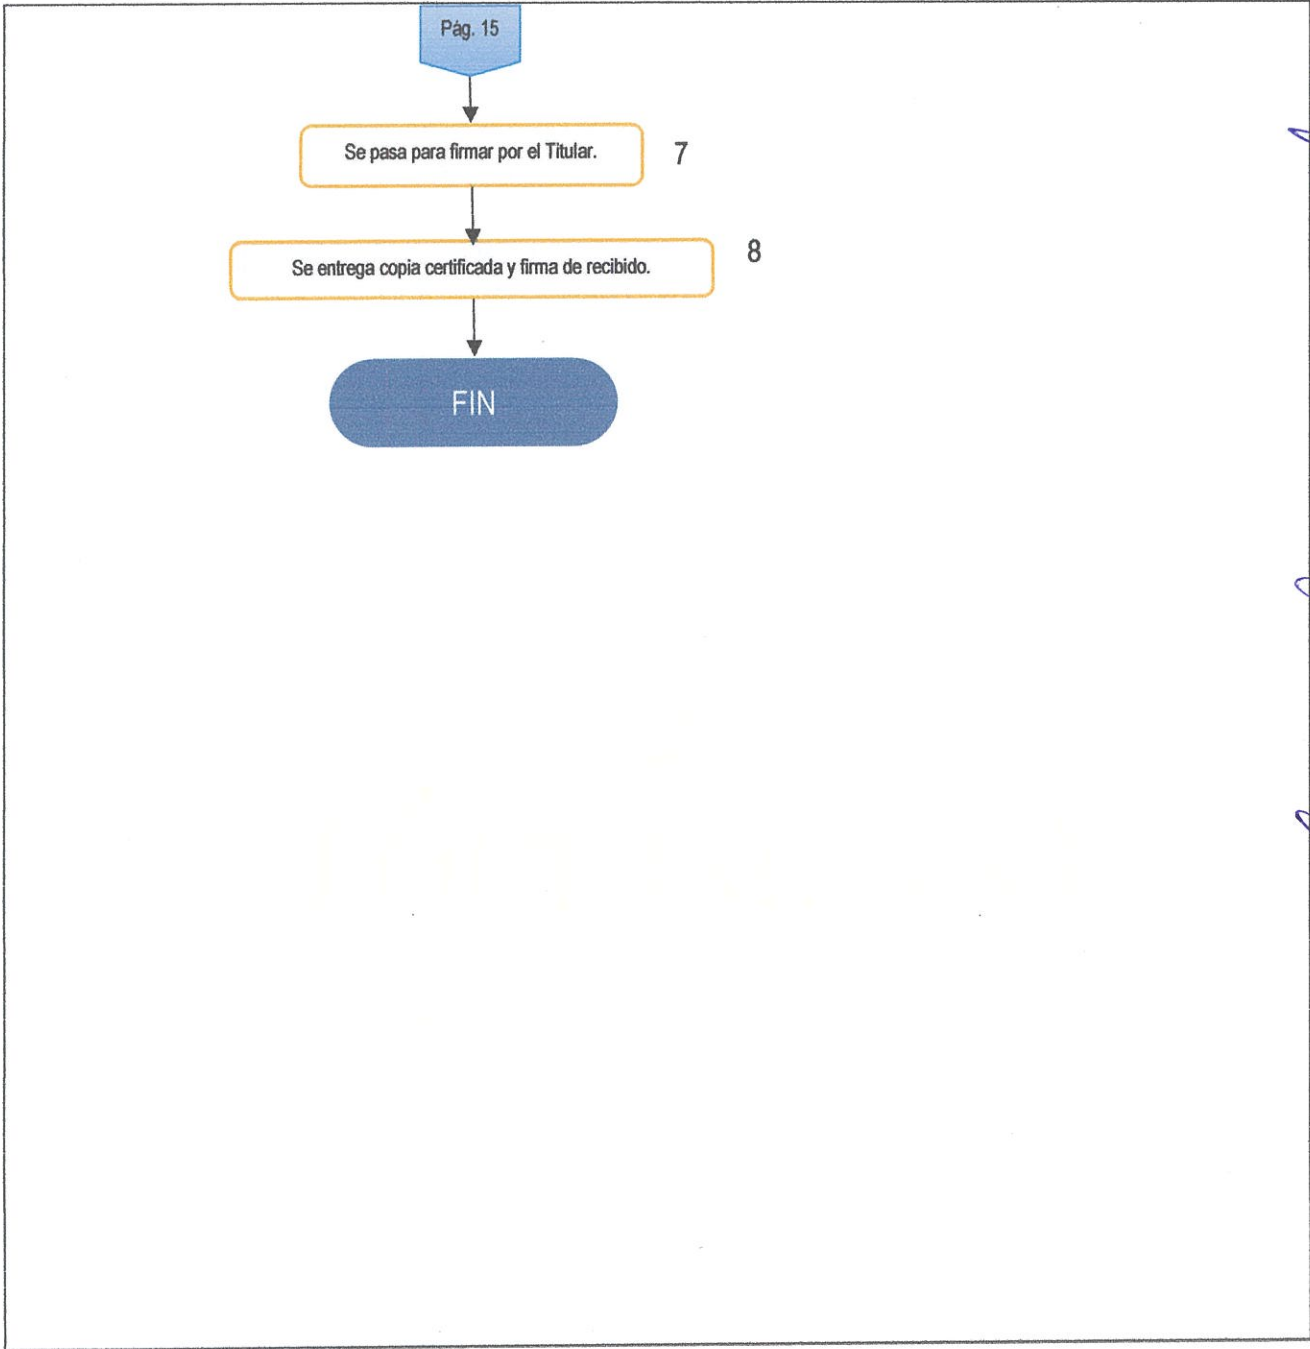 Pág. 15
Se pasa para firmar por el Titular.
7
Se entrega copia certificada y firma de recibido.
8
FIN